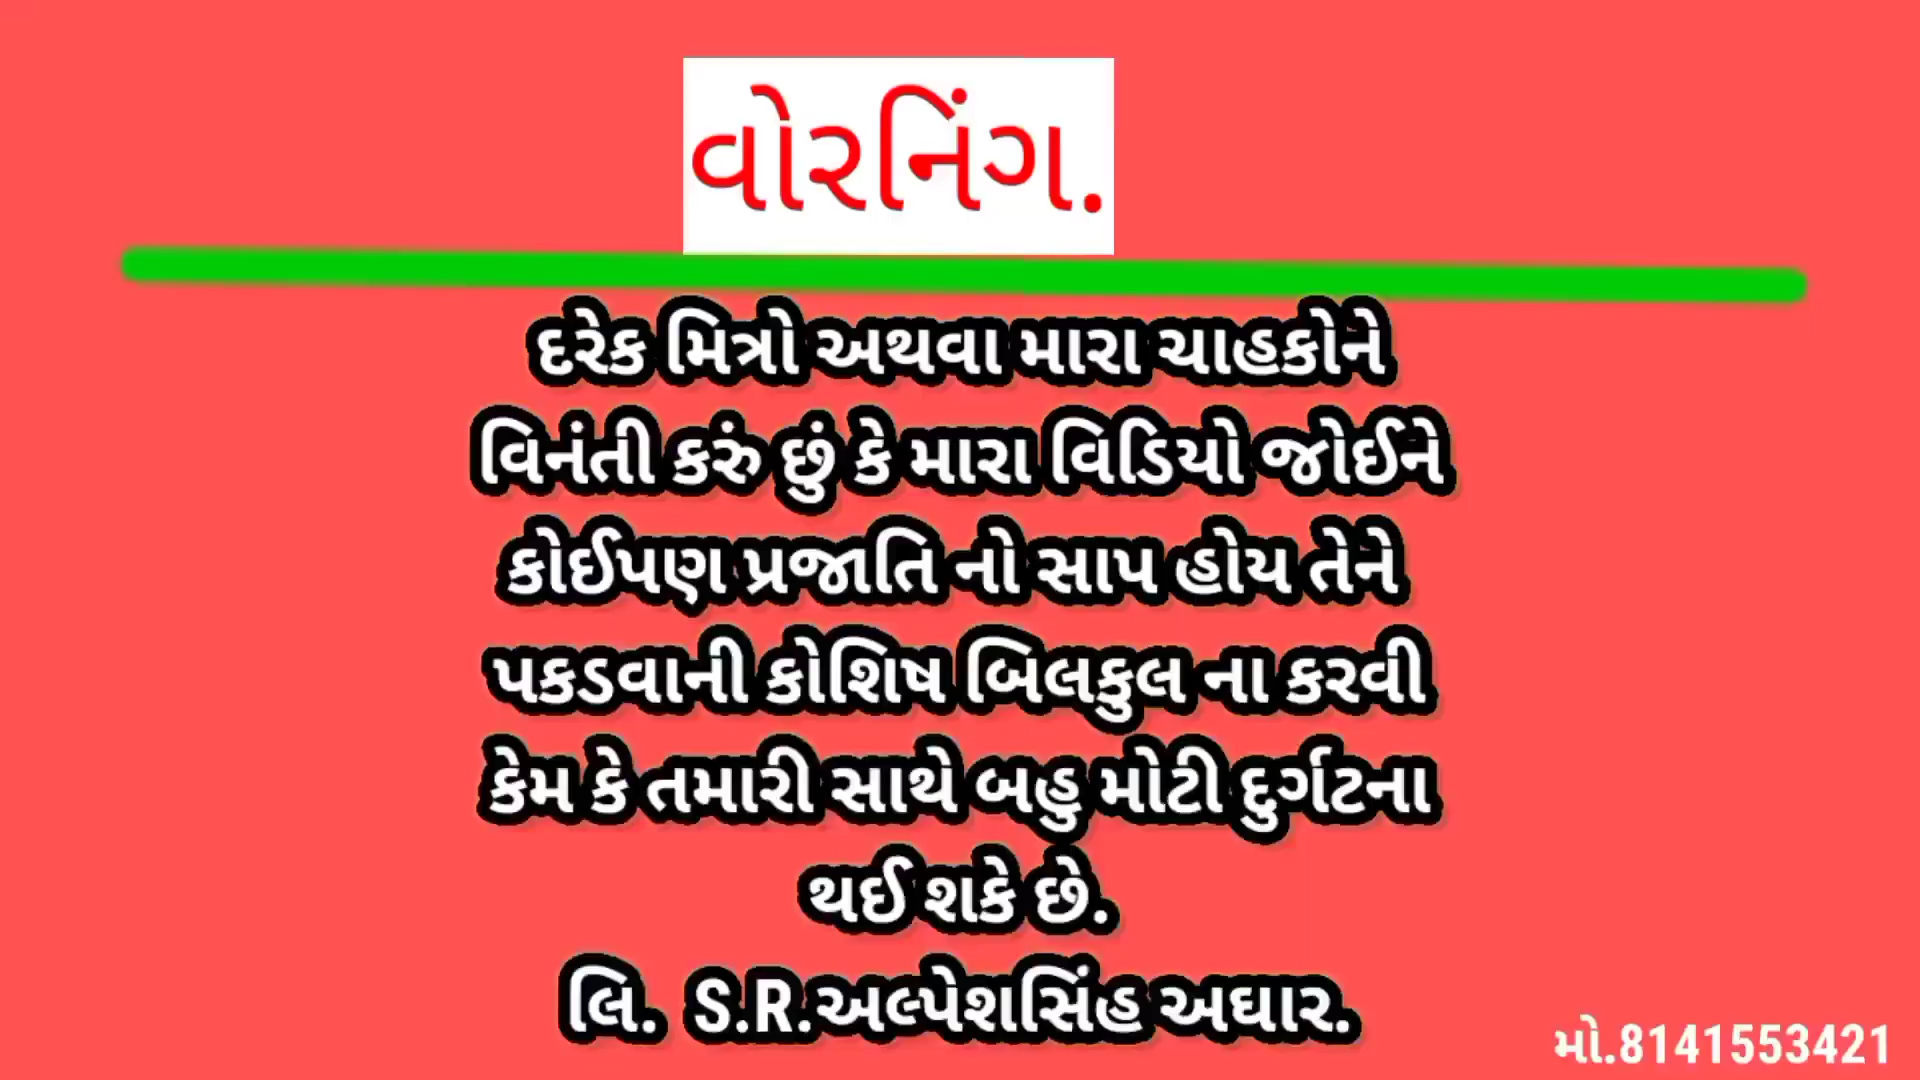 વોરનિંગ.
દરેક મિત્રો અથવા મારા ચાહકોને
વિનંતી કરું છું કે મારા વિડિયો જોઈને
કોઈપણ પ્રજાતિ નો સાપ હોય તેને
પકડવાની કોશિષ બિલકુલ ના કરવી
કેમ કે તમારી સાથે બહુ મોટી દુર્ગટના
થઈ શકે છે.
લિ. S.R.અલ્પેશસિંહ અઘાર.
મો.8141553421